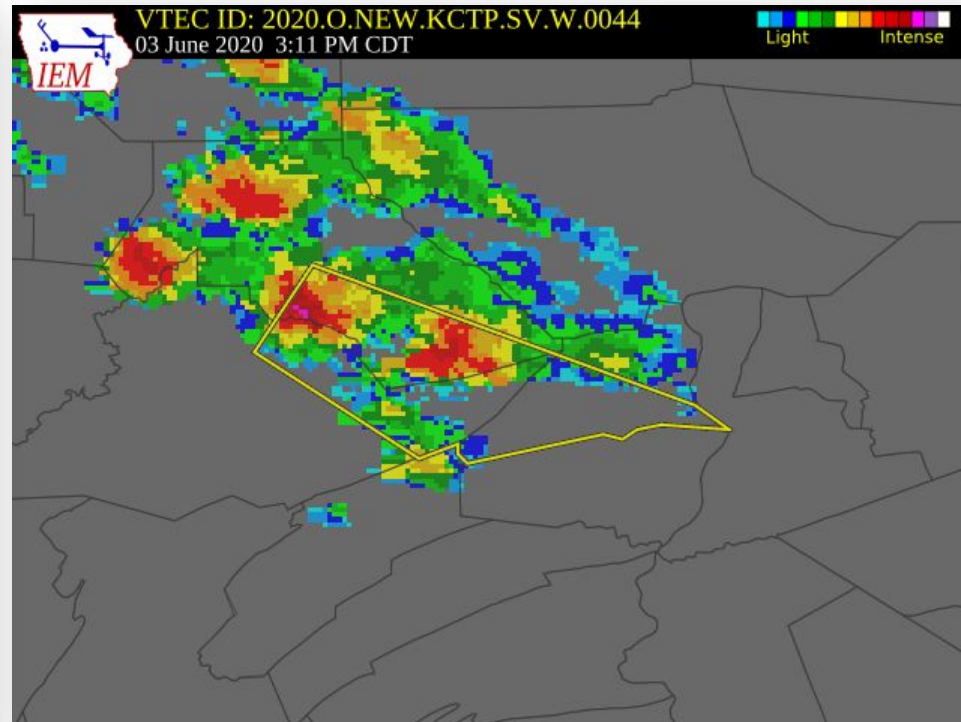 VTEC ID: 2020.O.NEW.KCTP.SV.W.0044
03 June 2020 3:11 PM CDT
IEM
Light Intense